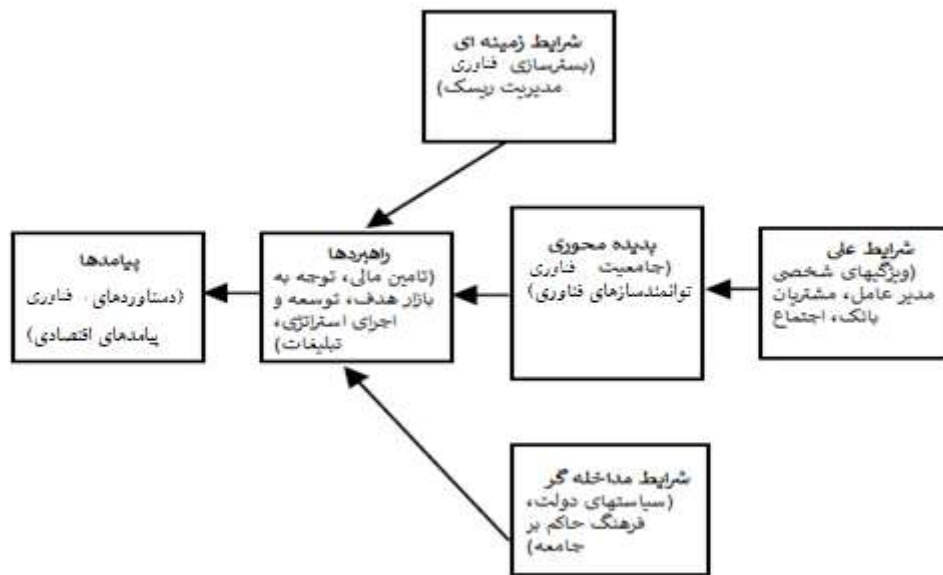 شرایط زمینه ای
(بسترسازی فناوری
مدیریت ریسک)
شرایط علی
(ویژگیهای شخصی
مدیر عامل، مشتریان
بانک، اجتماع
پدیده محوری
(جامعیت فناوری
توانمندسازهای فناوری)
راهبردها
(تامین مالی، توجه به
بازار هدف، توسعه و
اجرای استراتژی،
تبلیغات)
پیامدها
(دستاوردهای فناوری
پیامدهای اقتصادی)
شرایط مداخله گر
(سیاستهای دولت،
فرهنگ حاکم بر
جامعه)